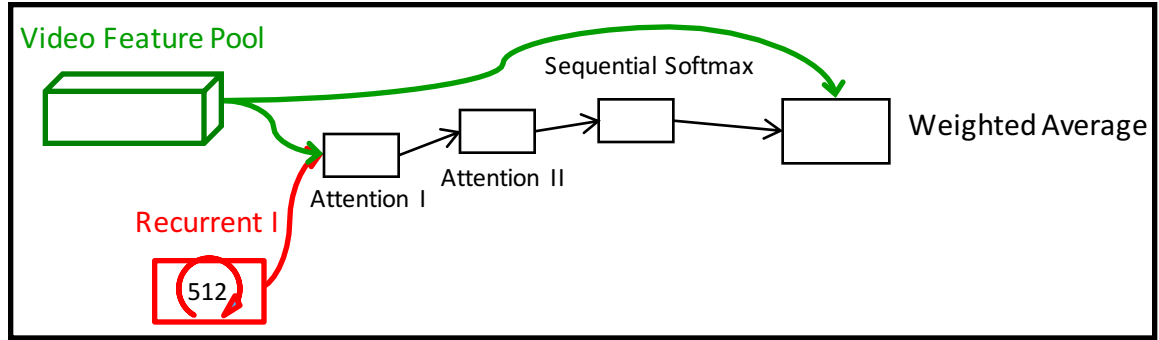 Video Feature Pool
Sequential Softmax
Weighted Average
Attention II
Attention I
Recurrent I
512